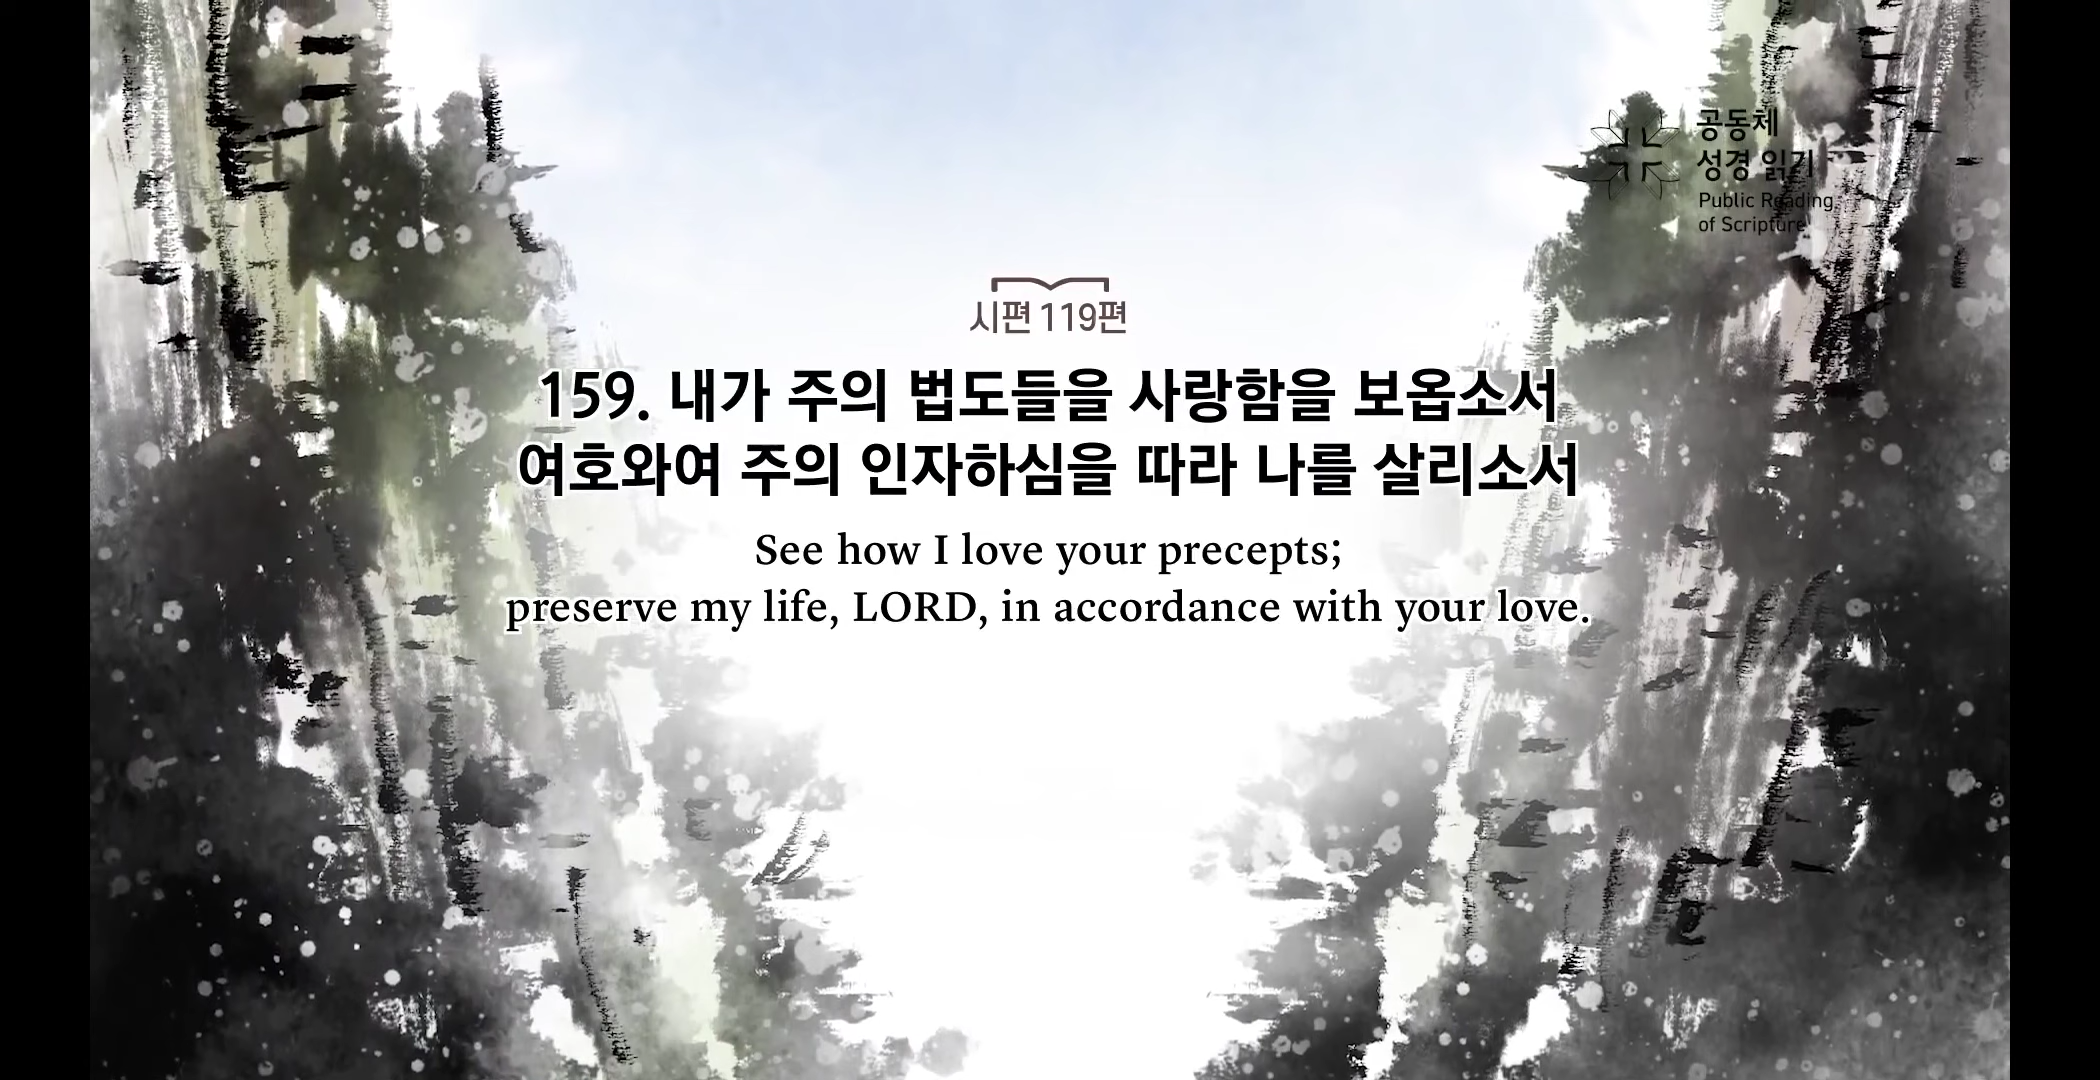 공동체
성경 읽기
Public Reading
of Scripture
시편 119편
159. 내가 주의 법도들을 사랑함을 보옵소서
여호와여 주의 인자하심을 따라 나를 살리소서
See how I love your precepts;
preserve my life, LORD, in accordance with your love.